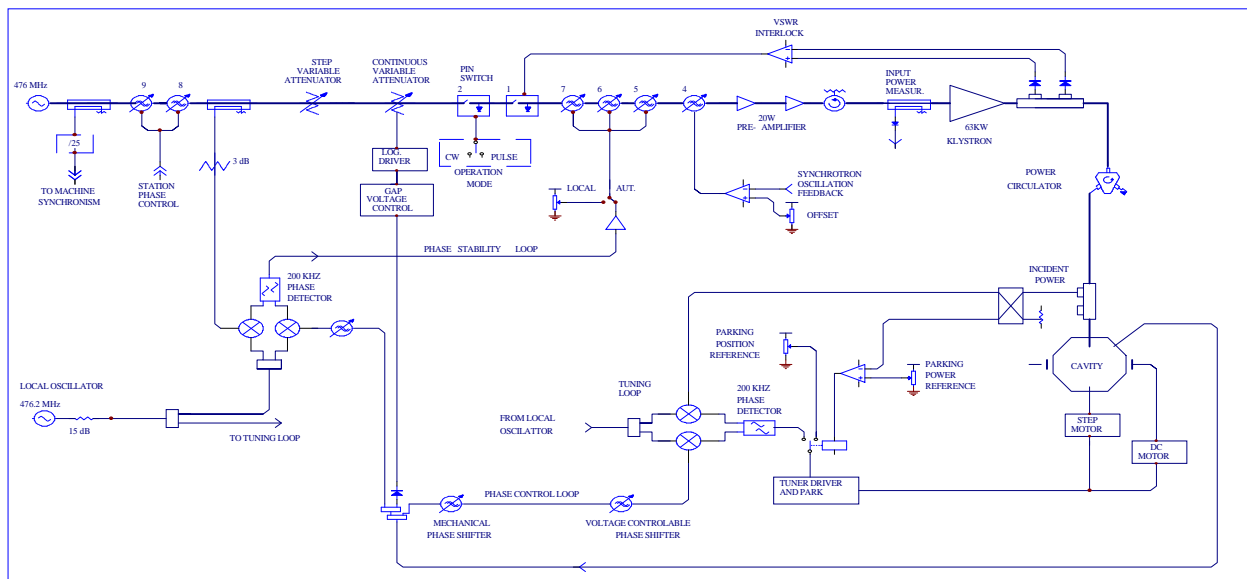 VSWR
INTERLOCK
STEP
VARIABLE
ATTENUATOR
CONTINUOUS
VARIABLE
ATTENUATOR
PIN
SWITCH
2
1
7
6
5
4
INPUT
POWER
MEASUR.
476 MHz
9
8
20W
PRE- AMPLIFIER
63KW
KLYSTRON
/25
3 dB
LOG.
DRIVER
CW
PULSE
OPERATION
MODE
TO MACHINE
SYNCHRONISM
STATION
PHASE
CONTROL
GAP
VOLTAGE
CONTROL
LOCAL
AUT.
SYNCHROTRON
OSCILLATION
FEEDBACK
OFFSET
POWER
CIRCULATOR
PHASE STABILITY LOOP
200 KHZ
PHASE
DETECTOR
INCIDENT
POWER
PARKING
POSITION
REFERENCE
PARKING
POWER
REFERENCE
CAVITY
LOCAL OSCILLATOR
476.2 MHz
15 dB
TO TUNING LOOP
TUNING
LOOP
200 KHZ
PHASE
DETECTOR
FROM LOCAL
OSCILATTOR
STEP
MOTOR
DC
MOTOR
TUNER DRIVER
AND PARK
PHASE CONTROL LOOP
MECHANICAL
PHASE SHIFTER
VOLTAGE CONTROLABLE
PHASE SHIFTER